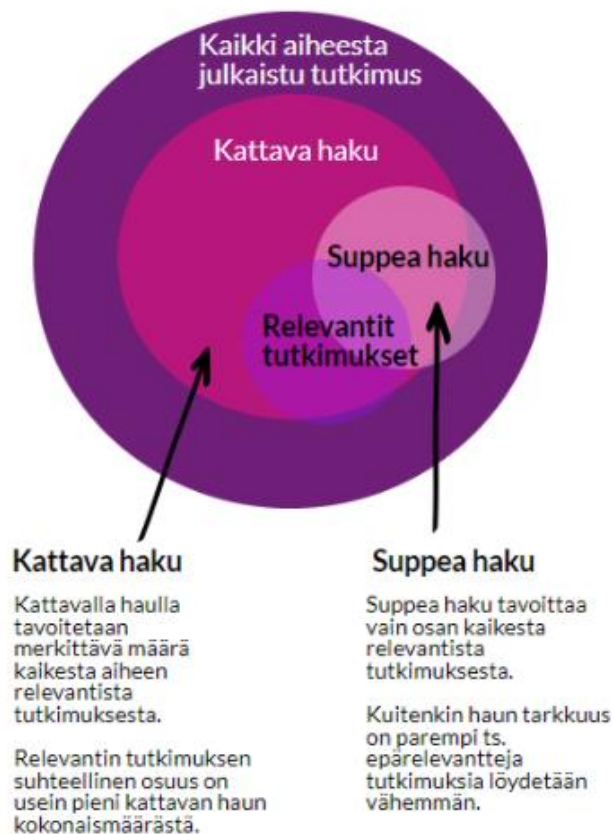 Kaikki aiheesta
julkaistu tutkimus
Kattava haku
Suppea haku
Relevantit
tutkimukset
Kattava haku
Kattavalla haulla
tavoitetaan
merkittävä määrä
kaikesta aiheen
relevantista
tutkimuksesta.
Relevantin tutkimuksen
suhteellinen osuus on
usein pieni kattavan haun
kokonaismäärästä.
Suppea haku
Suppea haku tavoittaa
vain osan kaikesta
relevantista
tutkimuksesta.
Kuitenkin haun tarkkuus
on parempi ts.
epärelevantteja
tutkimuksia löydetään
vähemmän.